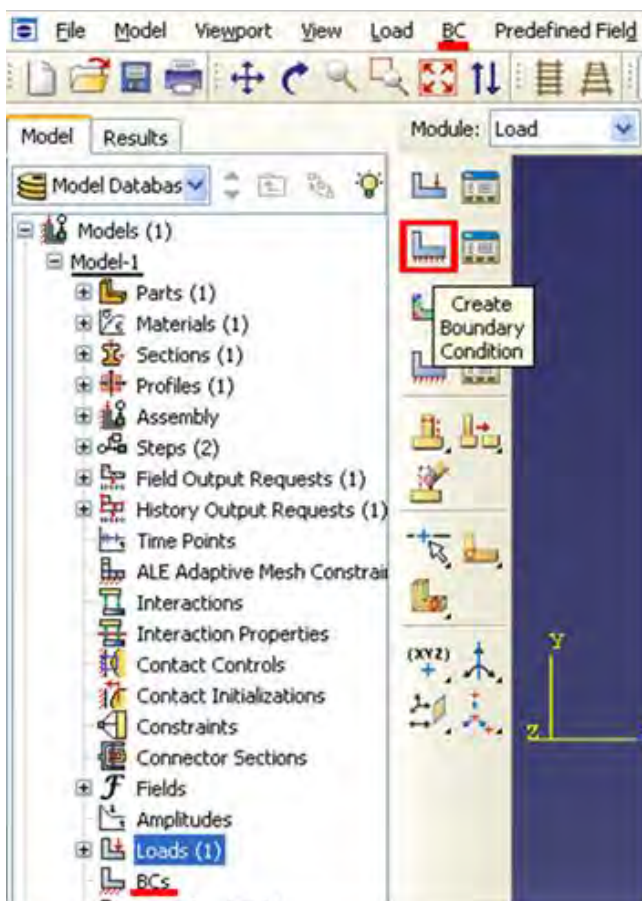 File Model Viewport View Load BC Predefined Field
Model Results
Module: Load
Model Databas
Models (1)
Model-1
Parts (1)
Materials (1)
Sections (1)
Profiles (1)
Assembly
Steps (2)
Field Output Requests (1)
History Output Requests (1)
Time Points
ALE Adaptive Mesh Constrai
Interactions
Interaction Properties
Contact Controls
Contact Initializations
Constraints
Connector Sections
Fields
Amplitudes
Loads (1)
BCs
Create
Boundary
Condition
(XYZ)
Y
Z